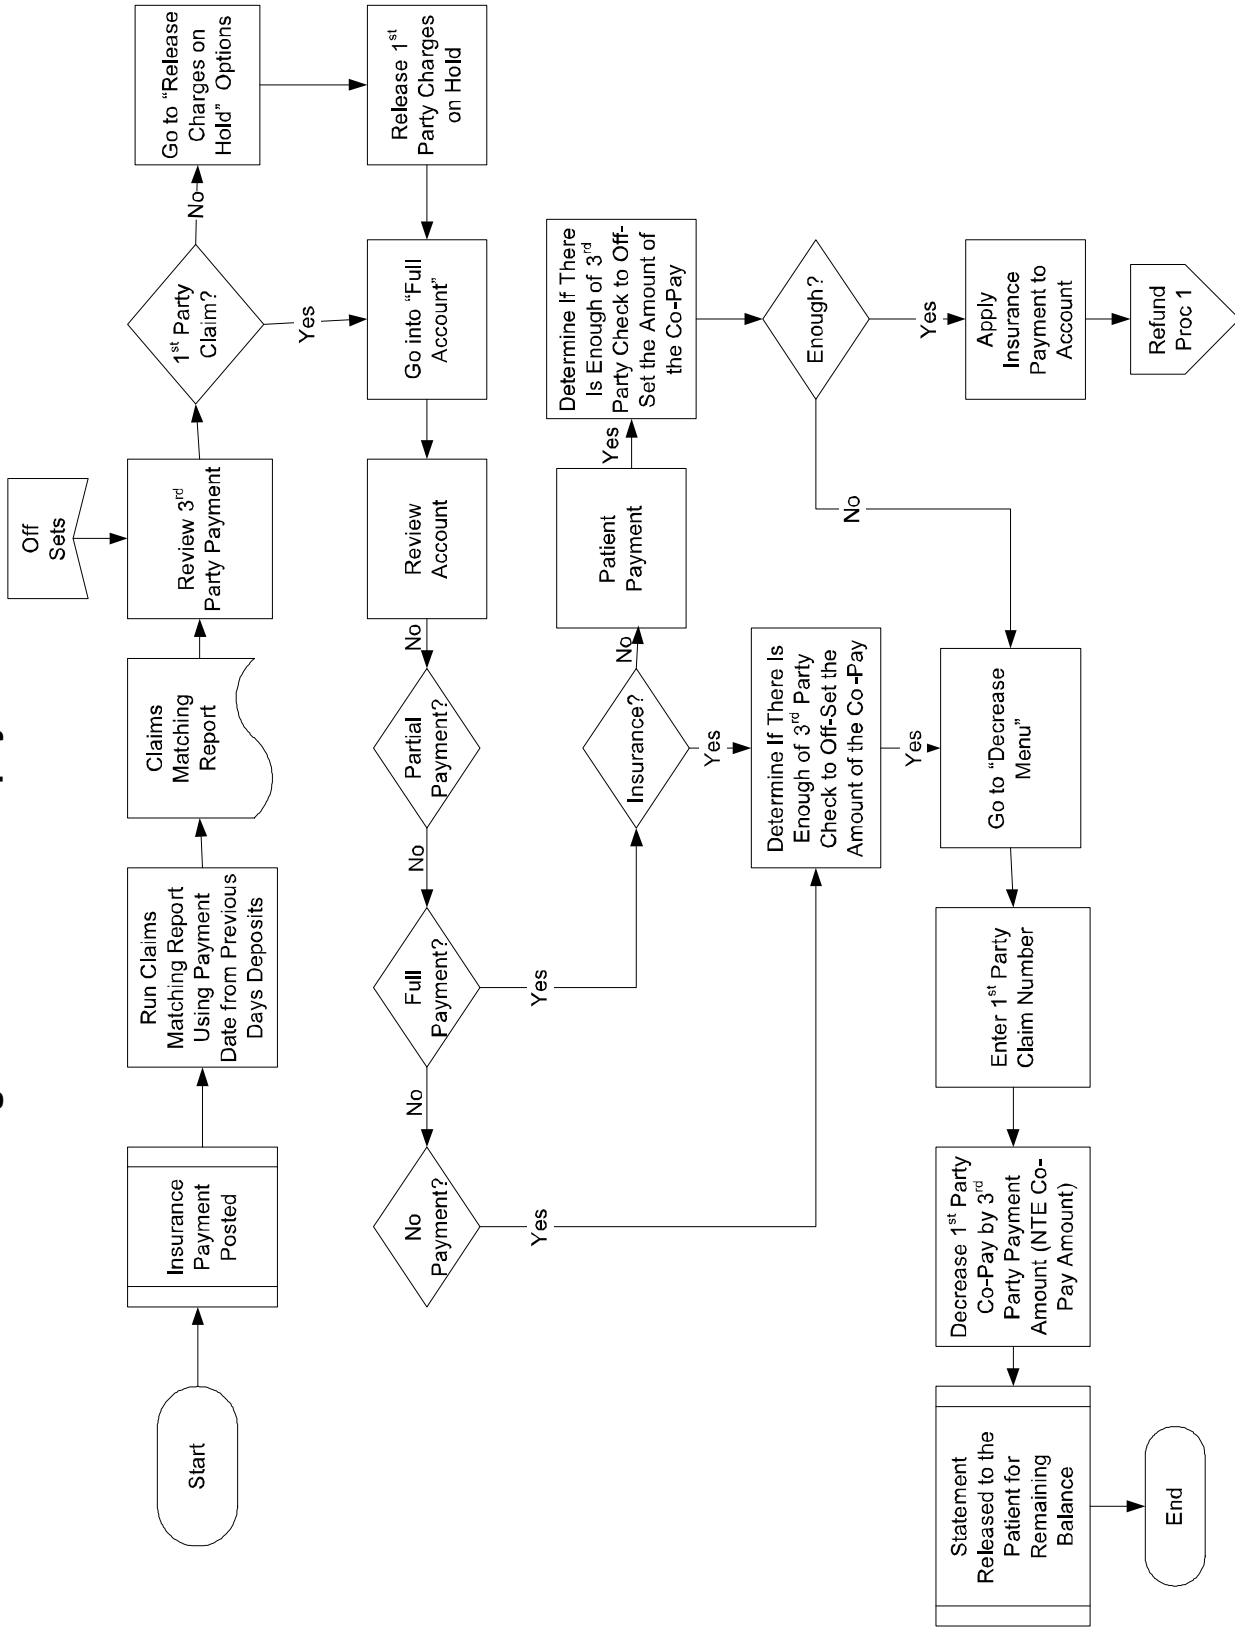 Start
Insurance
Payment
Posted
Run Claims
Matching Report
Using Payment
Date from Previous
Days Deposits
Claims
Matching
Report
Off
Sets
Review 3rd
Party Payment
1st Party
Claim?
No
Go to “Release
Charges on
Hold” Options
Release 1st
Party Charges
on Hold
Yes
Go into “Full
Account”
Review
Account
No
Partial
Payment?
No
Full
Payment?
No
No
Payment?
Yes
Yes
Insurance?
No
Patient
Payment
Yes
Determine If There
Is Enough of 3rd
Party Check to Off-
Set the Amount of
the Co-Pay
Yes
Determine If There Is
Enough of 3rd Party
Check to Off-Set the
Amount of the Co-Pay
Enough?
Yes
Apply
Insurance
Payment to
Account
Refund
Proc 1
No
Yes
Go to “Decrease
Menu”
Enter 1st Party
Claim Number
Decrease 1st Party
Co-Pay by 3rd
Party Payment
Amount (NTE Co-
Pay Amount)
Statement
Released to the
Patient for
Remaining
Balance
End